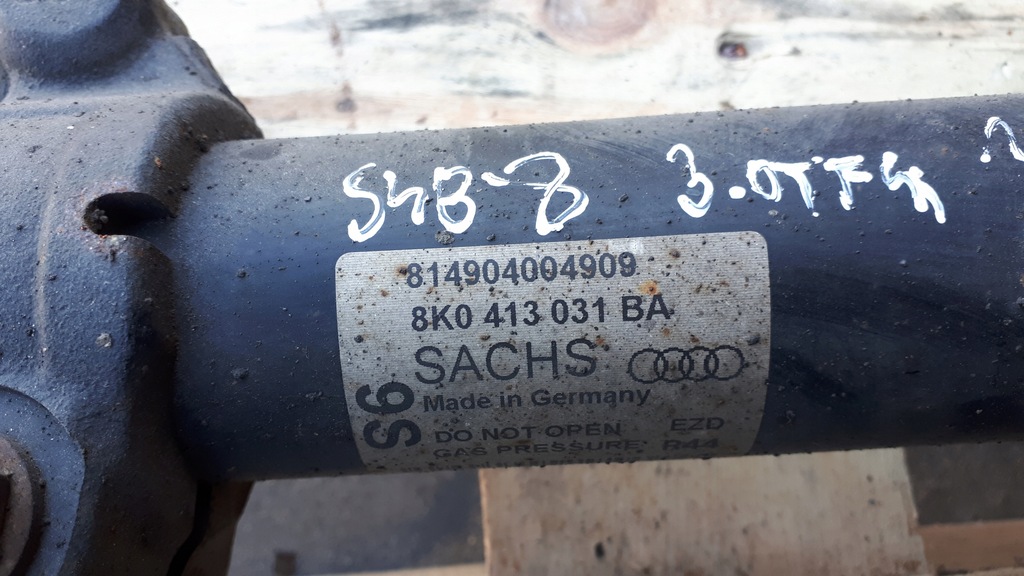 S4B-8 3.0TFSi
814904004909
8K0 413 031 BA
SACHS
S6
Made in Germany
DO NOT OPEN EZD
GAS PRESSURE R44